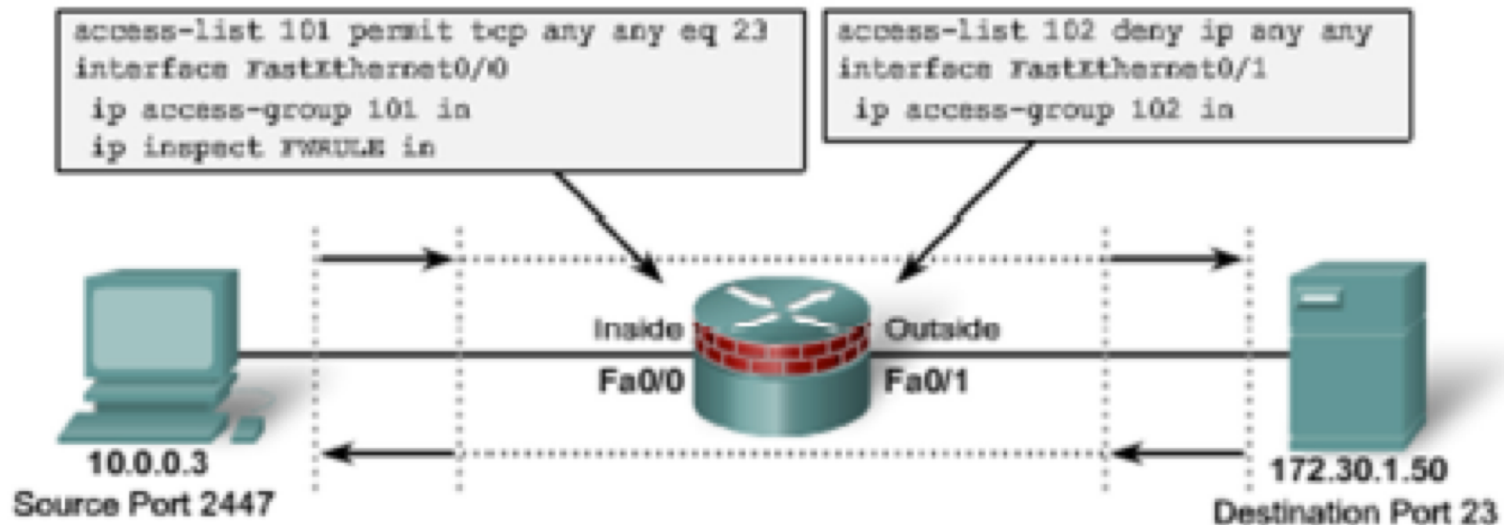 access-list 101 permit tcp any any eq 23
interface FastEthernet0/0
ip access-group 101 in
ip inspect FWRULE in
access-list 102 deny ip any any
interface FastEthernet0/1
ip access-group 102 in
Inside
Outside
Fa0/0
Fa0/1
10.0.0.3
Source Port 2447
172.30.1.50
Destination Port 23